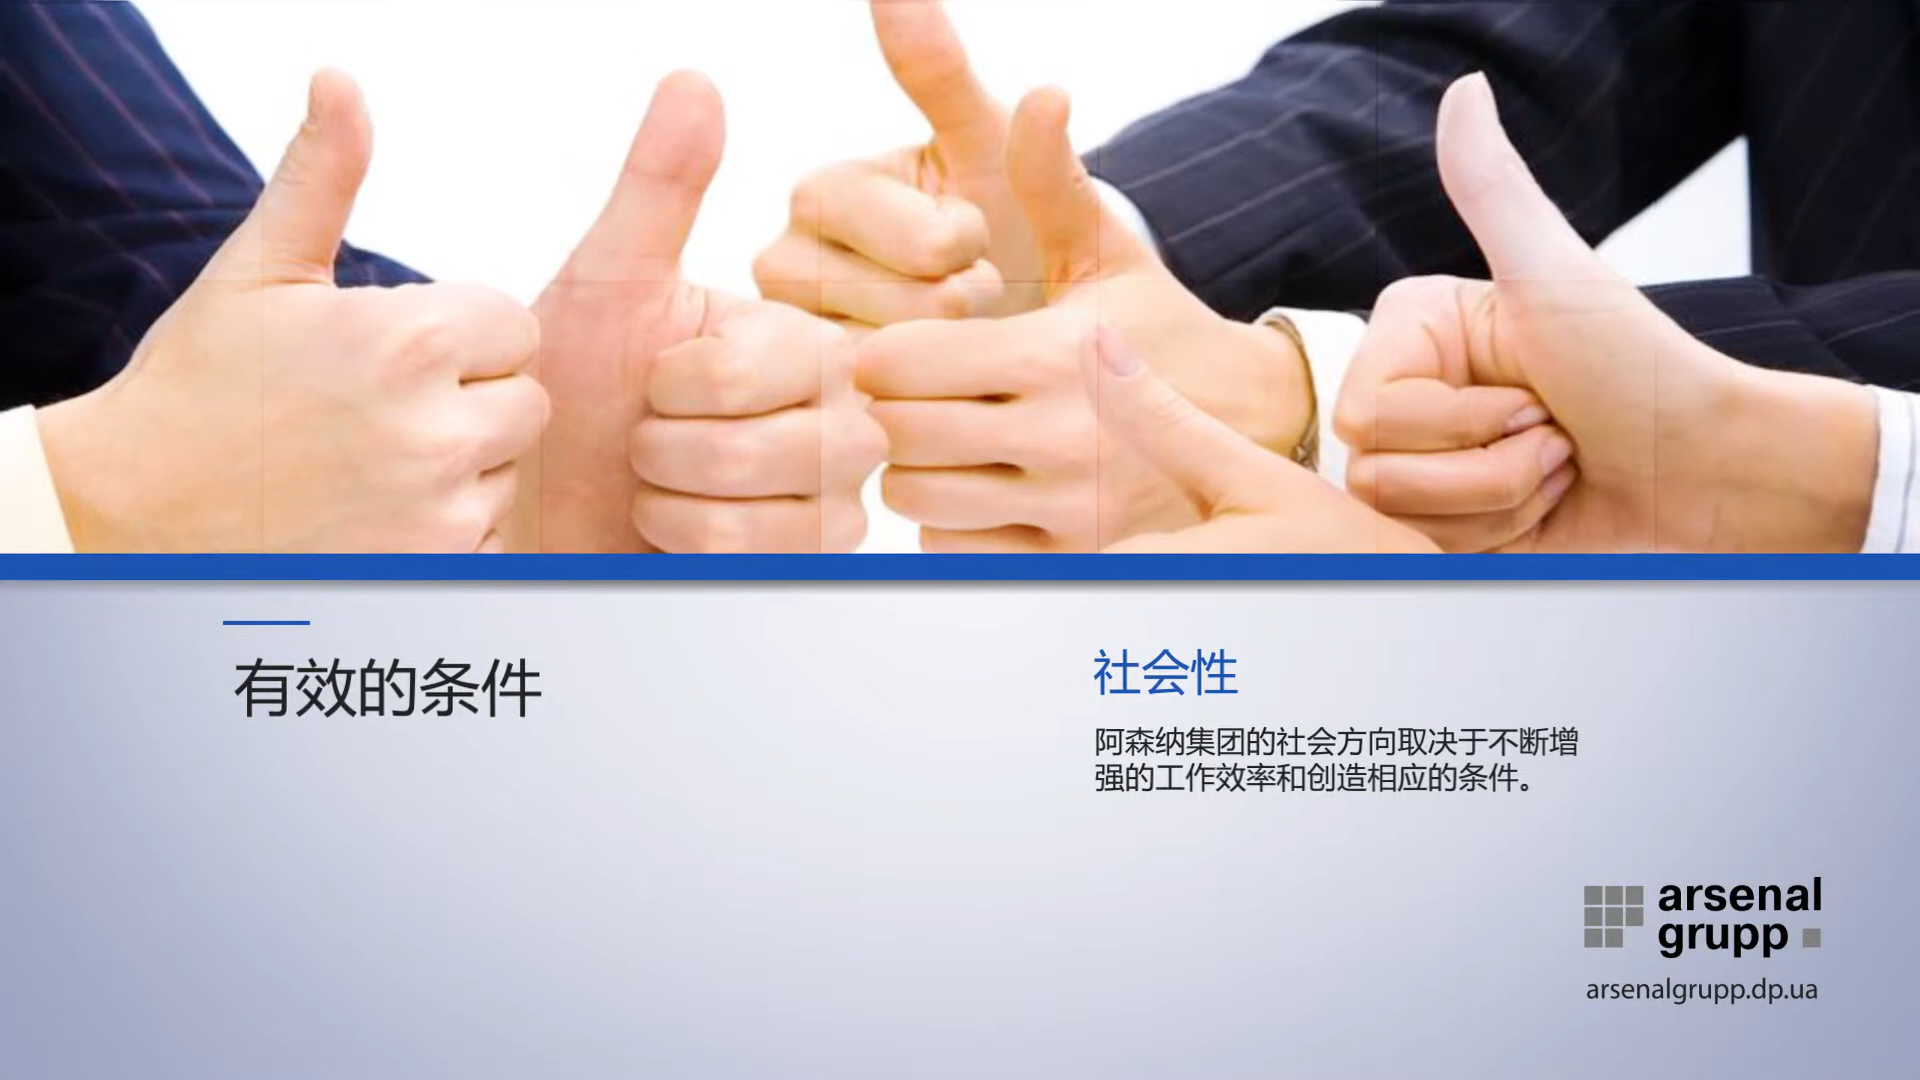 有效的条件
社会性
阿森纳集团的社会方向取决于不断增
强的工作效率和创造相应的条件。
arsenal
grupp
arsenalgrupp.dp.ua